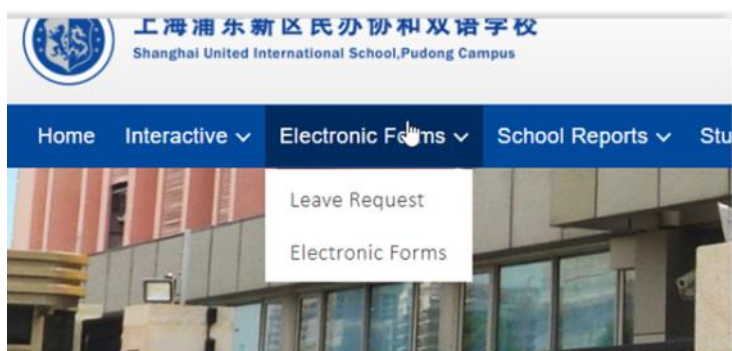 上海浦东新区民办协和双语学校
Shanghai United International School,Pudong Campus
Home Interactive Electronic Forms School Reports Stu
Leave Request
Electronic Forms